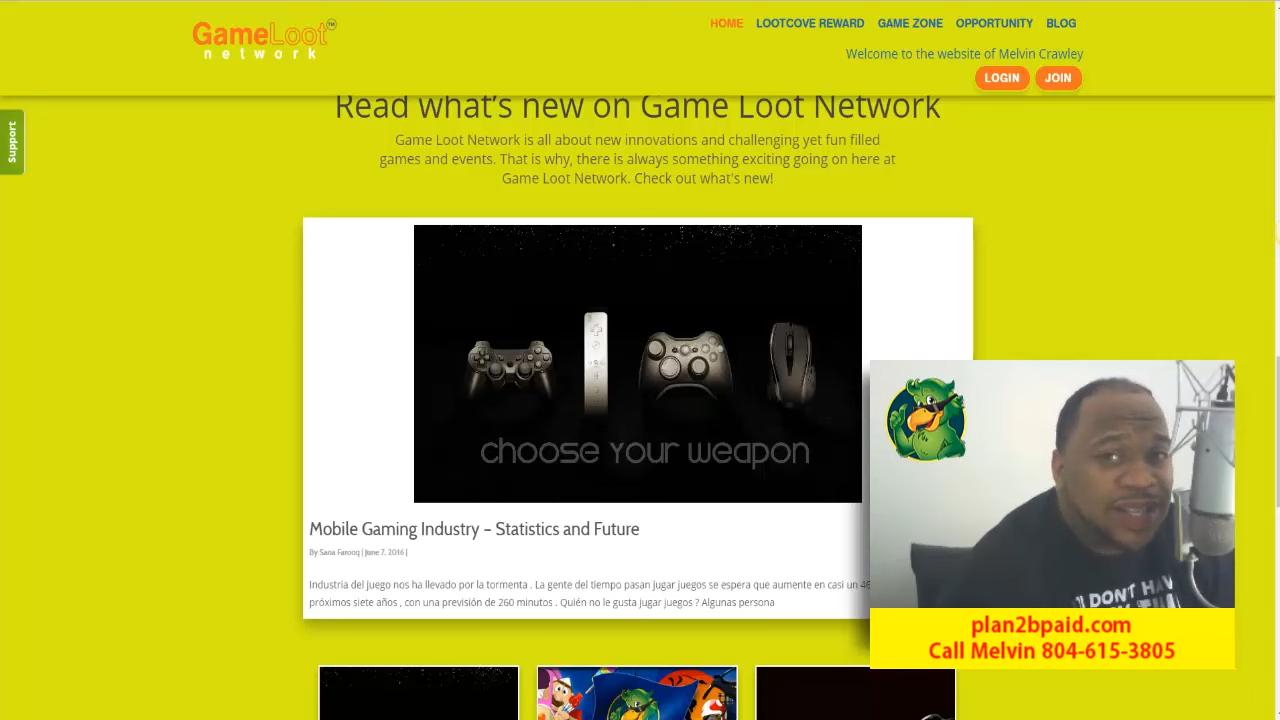 GameLoot™
network
HOME LOOTCOVE REWARD GAME ZONE OPPORTUNITY BLOG
Welcome to the website of Melvin Crawley
LOGIN JOIN
Support
Read what's new on Game Loot Network
Game Loot Network is all about new innovations and challenging yet fun filled
games and events. That is why, there is always something exciting going on here at
Game Loot Network. Check out what's new!
choose your weapon
Mobile Gaming Industry – Statistics and Future
By Sana Farooq | June 7, 2016 |
Industria del juego nos ha llevado por la tormenta . La gente del tiempo pasan jugar juegos se espera que aumente en casi un 46
próximos siete años , con una previsión de 260 minutos . Quién no le gusta jugar juegos ? Algunas persona
I DON'T HAV
plan2bpaid.com
Call Melvin 804-615-3805